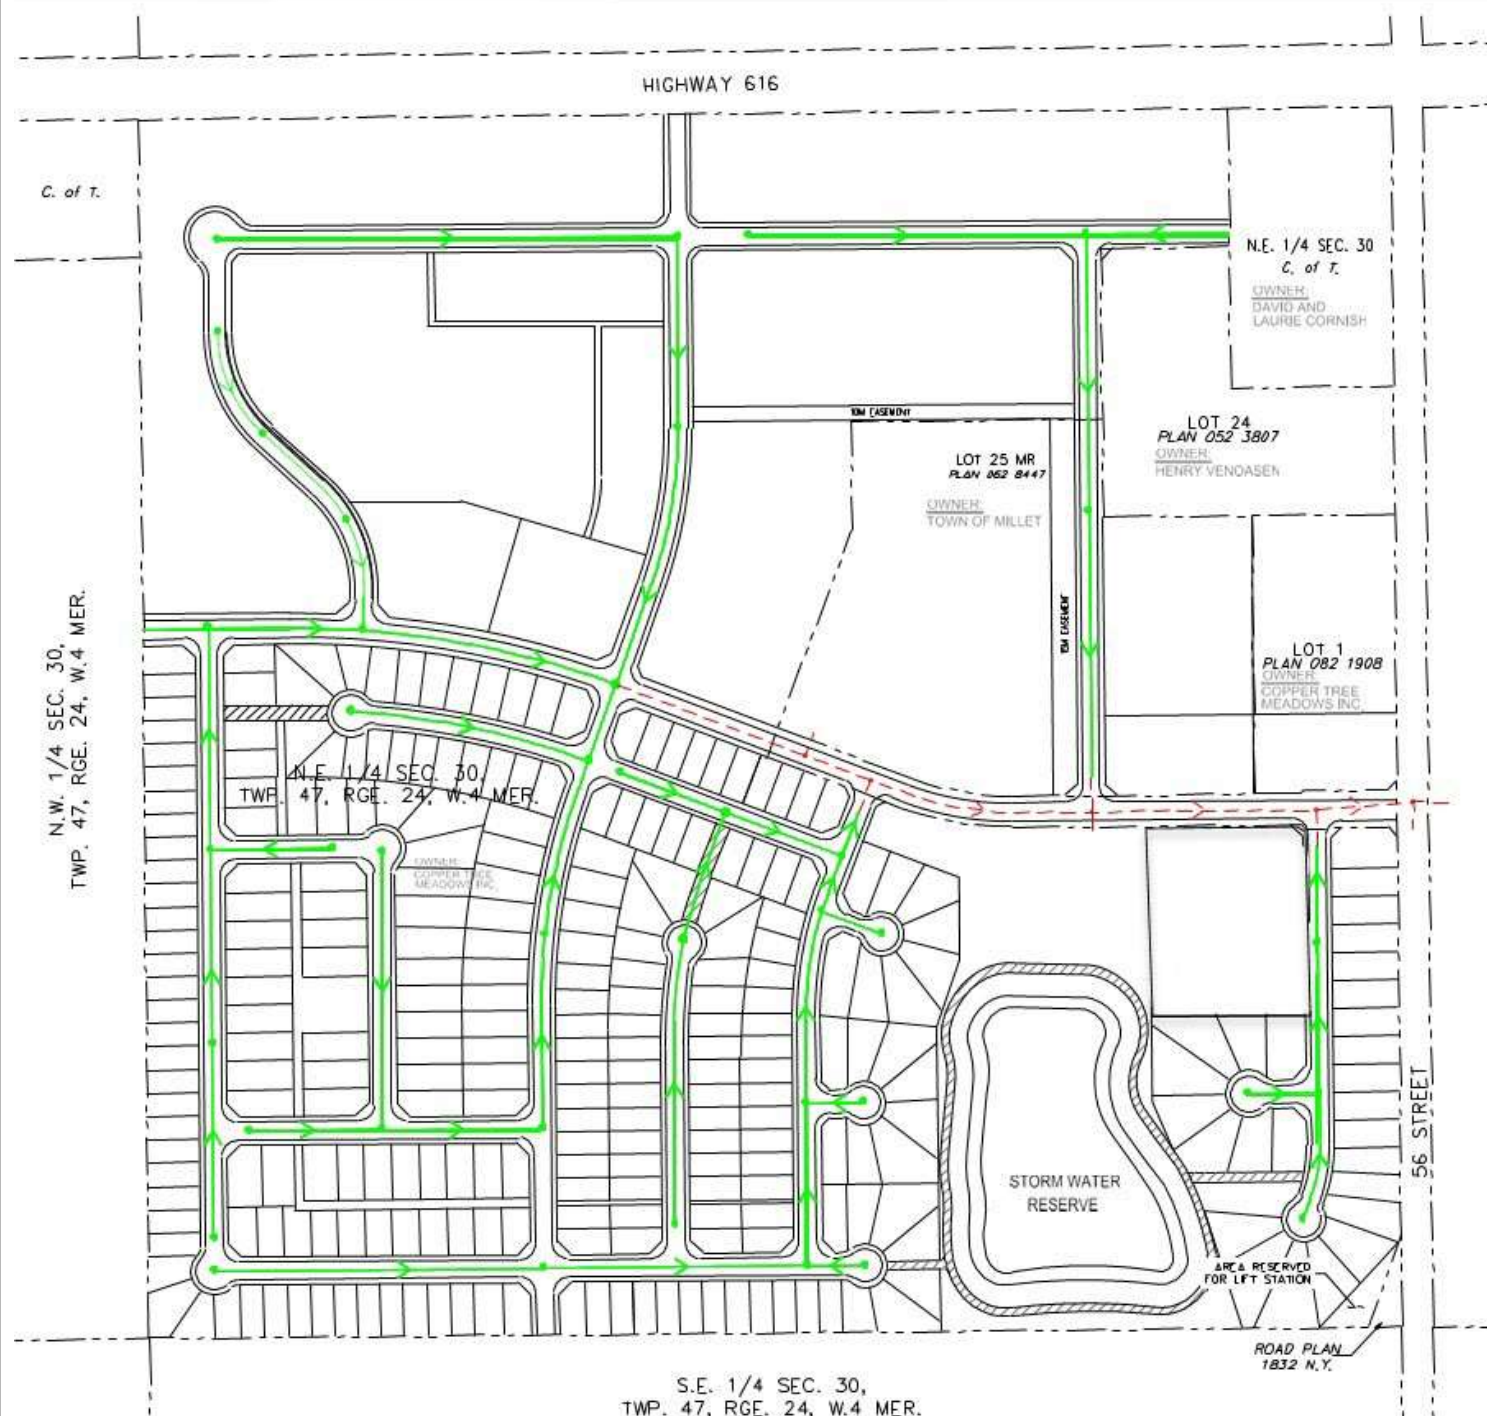 HIGHWAY 616
C. of T.
N.E. 1/4 SEC. 30
C. of T.
OWNER:
DAVID AND
LAURIE CORNISH
10M EASEMENT
LOT 24
PLAN 052 3807
OWNER:
HENRY VENOASEN
LOT 25 MR
PLAN 062 8447
OWNER:
TOWN OF MILLET
15M EASEMENT
LOT 1
PLAN 082 1908
OWNER:
COPPER TREE
MEADOWS INC.
N.W. 1/4 SEC. 30,
TWP. 47, RGE. 24, W.4 MER.
N.E. 1/4 SEC. 30,
TWP. 47, RGE. 24, W.4 MER.
OWNER:
COPPER TREE
MEADOWS INC.
STORM WATER
RESERVE
56 STREET
AREA RESERVED
FOR LIFT STATION
ROAD PLAN
1832 N.Y.
S.E. 1/4 SEC. 30,
TWP. 47, RGE. 24, W.4 MER.